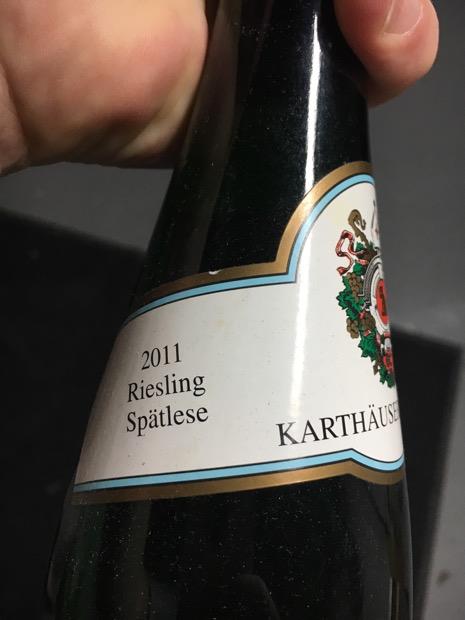 2011
Riesling
Spätlese
KARTHÄUSE